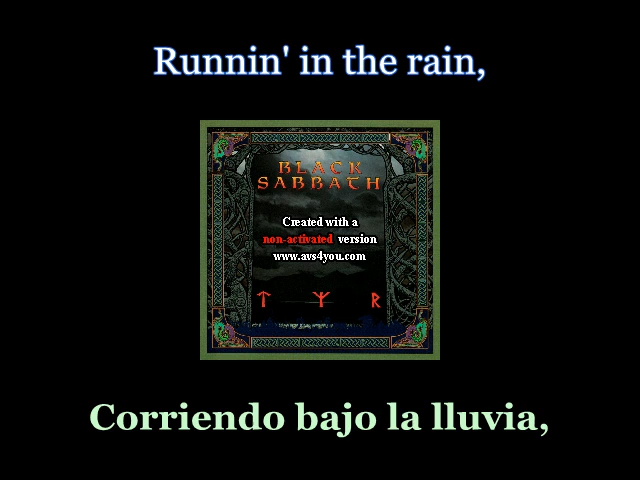 Runnin' in the rain,
BLACK
SABBATH
Created with a
non-activated version
www.avs4you.com
ᛏ ᛉ ᚱ
Corriendo bajo la lluvia,